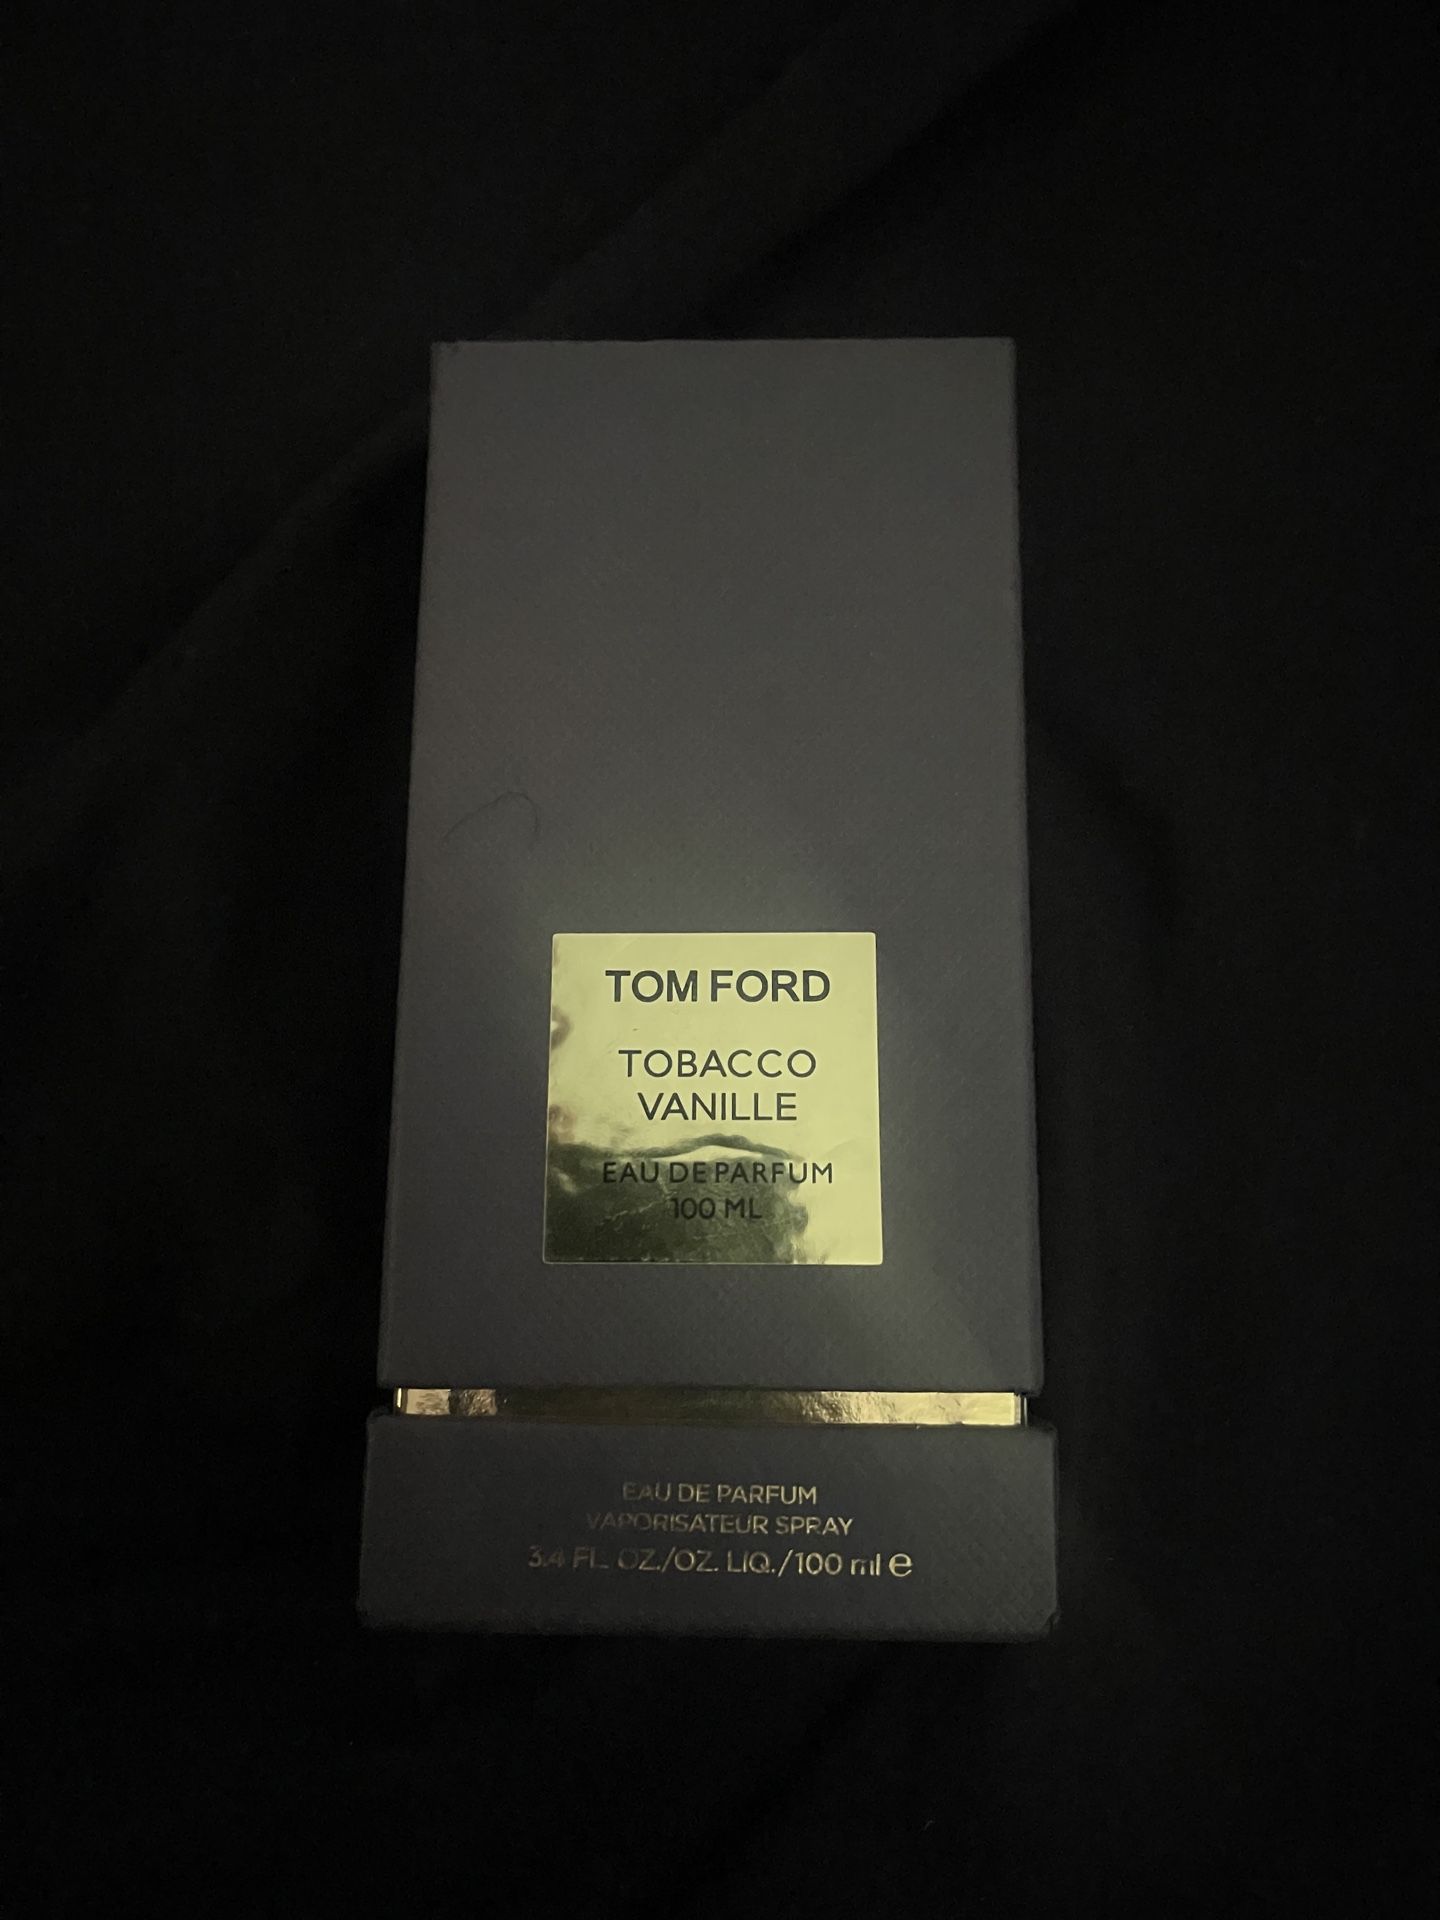 TOM FORD
TOBACCO
VANILLE
EAU DE PARFUM
100 ML
EAU DE PARFUM
VAPORISATEUR SPRAY
3.4 FL. OZ./OZ. LIQ./100 ml ℮